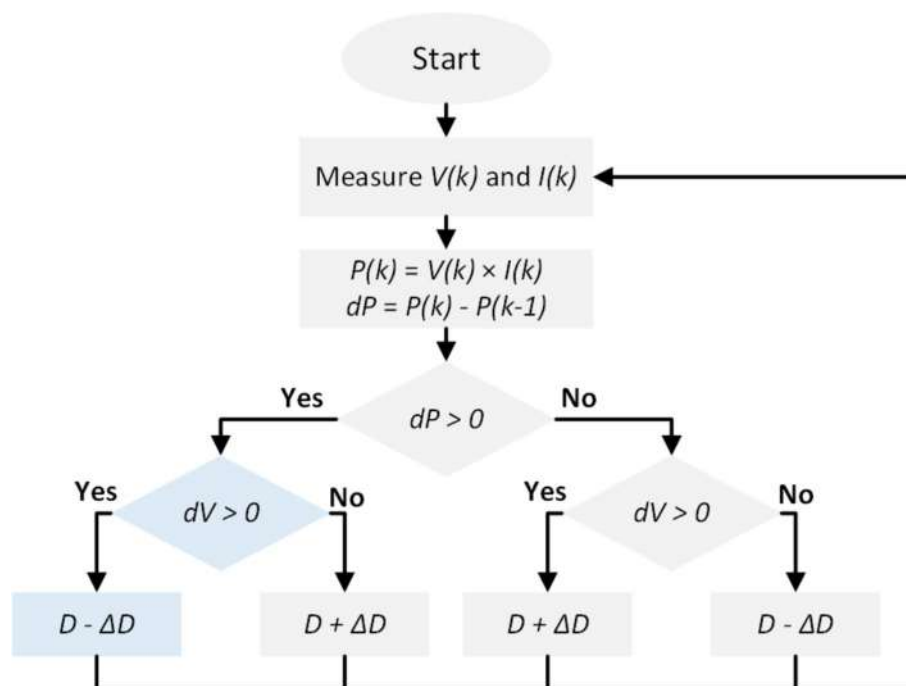 Start
Measure V(k) and I(k)
P(k) = V(k) × I(k)
dP = P(k) - P(k-1)
Yes
dP > 0
No
Yes
dV > 0
No
Yes
dV > 0
No
D - ΔD
D + ΔD
D + ΔD
D - ΔD